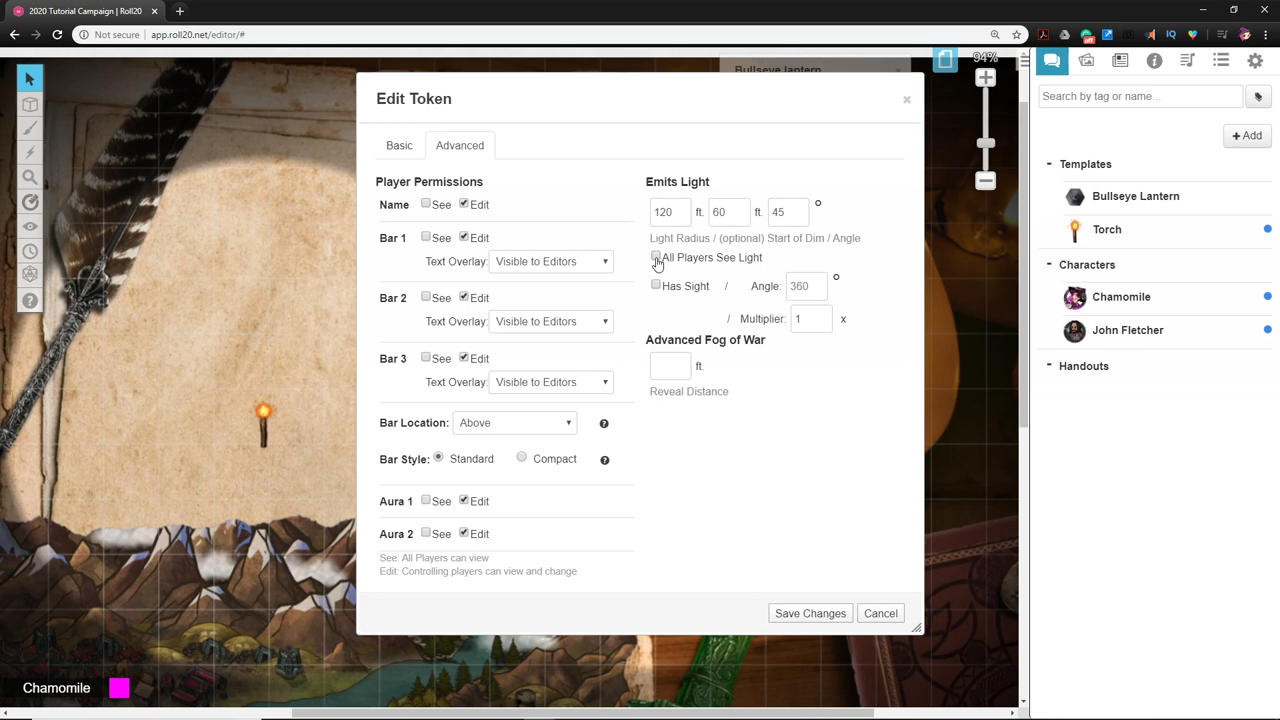 2020 Tutorial Campaign | Roll20
Not secure | app.roll20.net/editor/#
Bullseye lantern
94%
Edit Token
Basic
Advanced
Player Permissions
Name See Edit
Bar 1 See Edit
Text Overlay: Visible to Editors
Bar 2 See Edit
Text Overlay: Visible to Editors
Bar 3 See Edit
Text Overlay: Visible to Editors
Bar Location: Above
Bar Style: Standard Compact
Aura 1 See Edit
Aura 2 See Edit
See: All Players can view
Edit: Controlling players can view and change
Emits Light
120 ft. 60 ft. 45 °
Light Radius / (optional) Start of Dim / Angle
All Players See Light
Has Sight / Angle: 360 °
/ Multiplier: 1 x
Advanced Fog of War
ft.
Reveal Distance
Save Changes
Cancel
Search by tag or name...
+ Add
- Templates
Bullseye Lantern
Torch
- Characters
Chamomile
John Fletcher
- Handouts
Chamomile